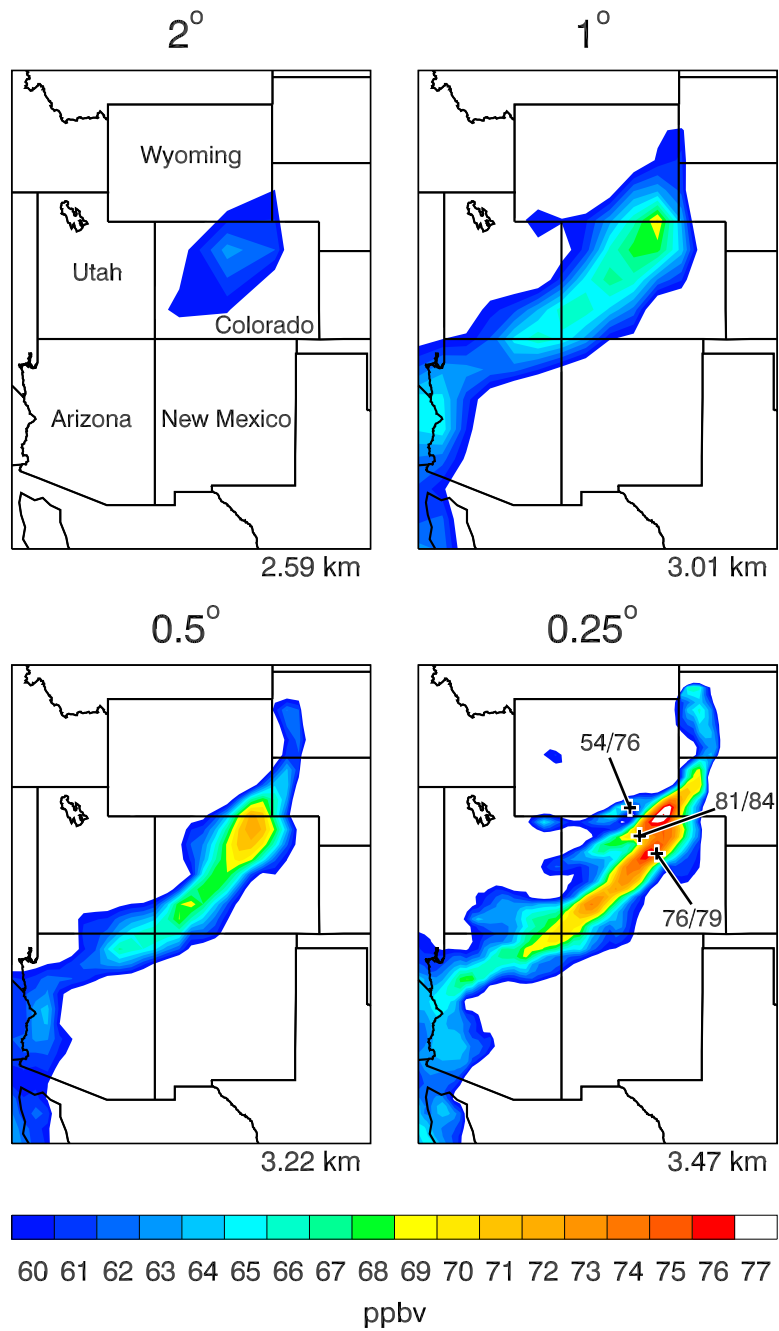 2°
1°
Wyoming
Utah
Colorado
Arizona
New Mexico
2.59 km
3.01 km
0.5°
0.25°
54/76
81/84
76/79
3.22 km
3.47 km
60 61 62 63 64 65 66 67 68 69 70 71 72 73 74 75 76 77
ppbv